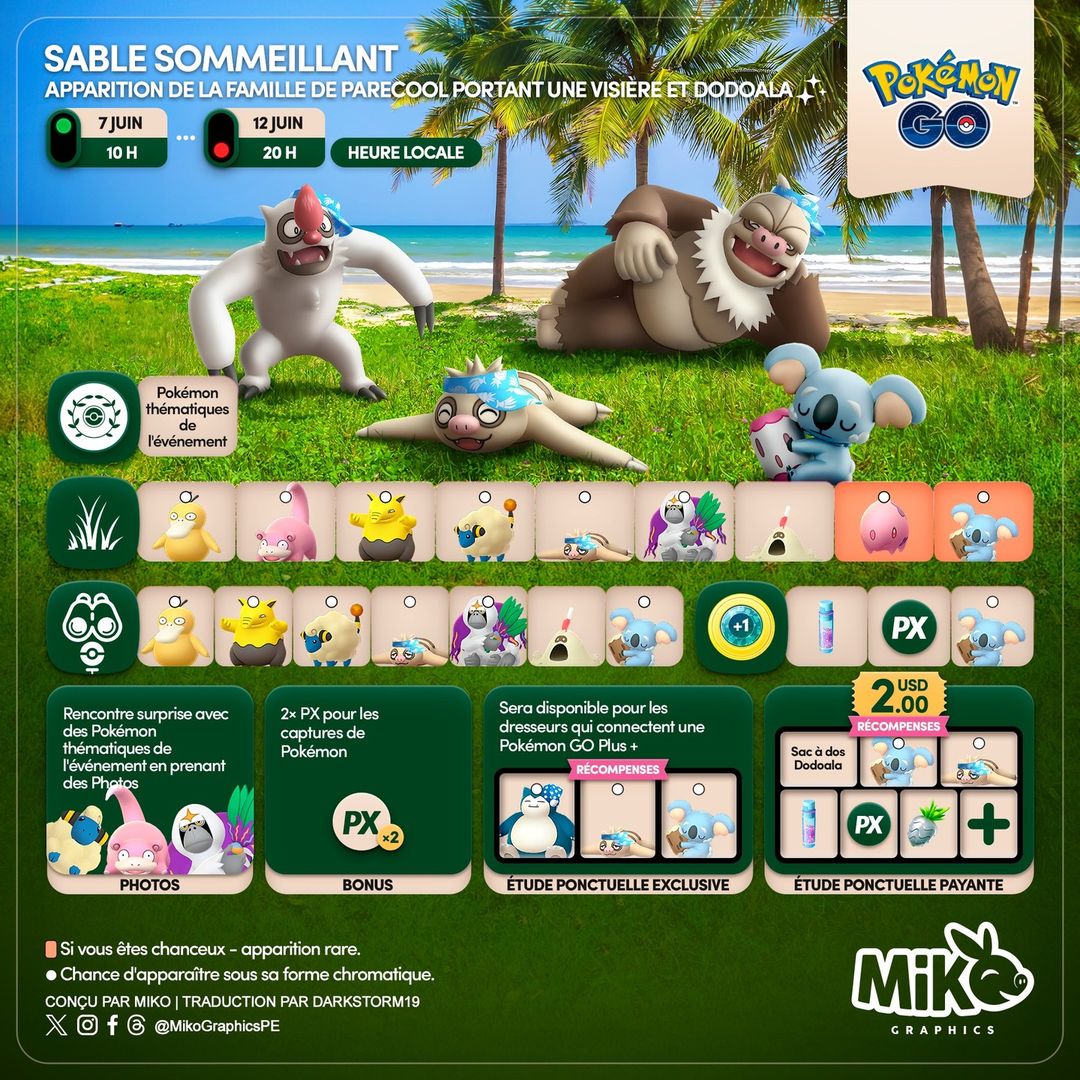 SABLE SOMMEILLANT
APPARITION DE LA FAMILLE DE PARECOOL PORTANT UNE VISIÈRE ET DODOALA
7 JUIN
10 H
...
12 JUIN
20 H
HEURE LOCALE
POKÉMON
GO
Pokémon
thématiques
de
l'événement
+1
PX
Rencontre surprise avec
des Pokémon
thématiques de
l'événement en prenant
des Photos
PHOTOS
2× PX pour les
captures de
Pokémon
PX
×2
BONUS
Sera disponible pour les
dresseurs qui connectent une
Pokémon GO Plus +
RÉCOMPENSES
ÉTUDE PONCTUELLE EXCLUSIVE
2 USD
.00
RÉCOMPENSES
Sac à dos
Dodoala
PX
+
ÉTUDE PONCTUELLE PAYANTE
Si vous êtes chanceux - apparition rare.
Chance d'apparaître sous sa forme chromatique.
CONÇU PAR MIKO | TRADUCTION PAR DARKSTORM19
@MikoGraphicsPE
MiKO
GRAPHICS